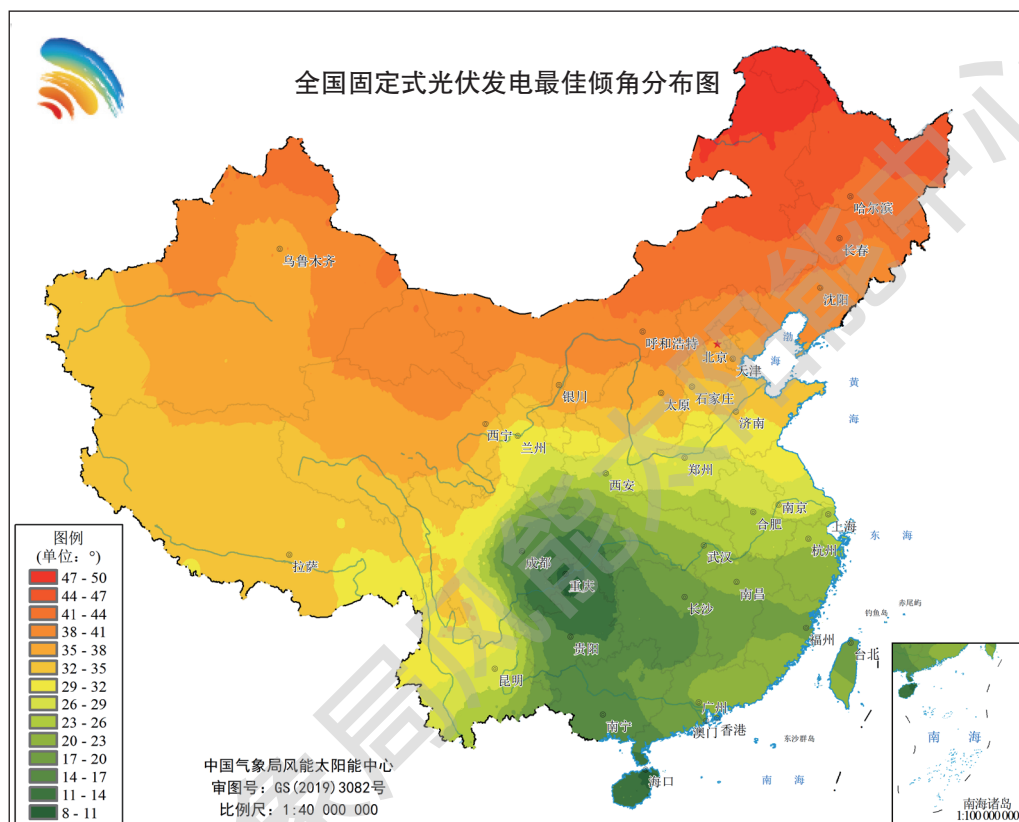 全国固定式光伏发电最佳倾角分布图
哈尔滨
长春
乌鲁木齐
沈阳
呼和浩特
渤
海
北京
天津
黄
海
银川
太原
石家庄
济南
西宁
兰州
郑州
西安
南京
合肥
上海
东 海
杭州
成都
武汉
拉萨
重庆
南昌
长沙
赤尾屿
钓鱼岛
福州
贵阳
台北
昆明
广州
南宁
澳门
香港
东沙群岛
海口
南 海
图例
(单位: °)
47 - 50
44 - 47
41 - 44
38 - 41
35 - 38
32 - 35
29 - 32
26 - 29
23 - 26
20 - 23
17 - 20
14 - 17
11 - 14
8 - 11
中国气象局风能太阳能中心
审图号: GS(2019)3082号
比例尺: 1:40 000 000
南 海
南海诸岛
1:100 000 000
局风能太阳能中心